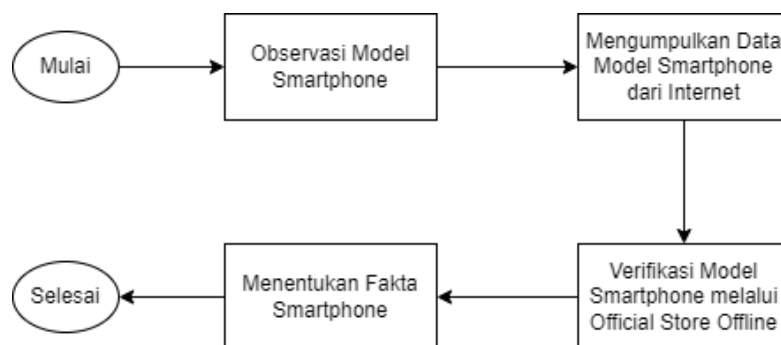 Mulai
Observasi Model
Smartphone
Mengumpulkan Data
Model Smartphone
dari Internet
Verifikasi Model
Smartphone melalui
Official Store Offline
Menentukan Fakta
Smartphone
Selesai